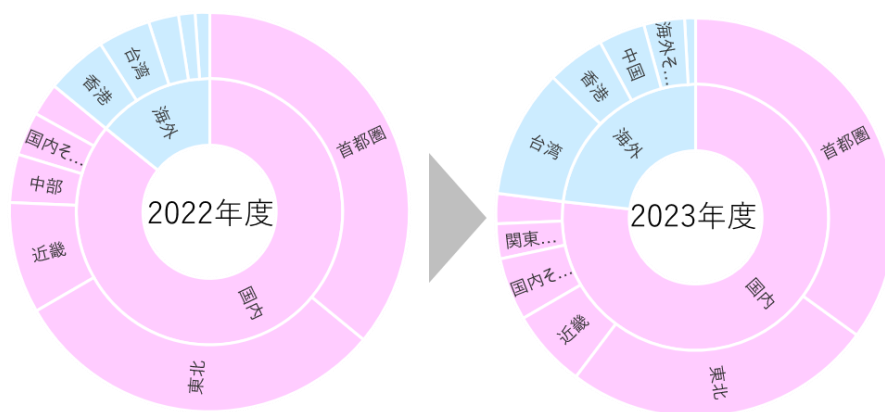 首都圏
東北
近畿
中部
国内そ…
香港
台湾
海外
国内
2022年度
首都圏
東北
近畿
国内そ…
関東…
台湾
香港
中国
海外そ…
海外
国内
2023年度